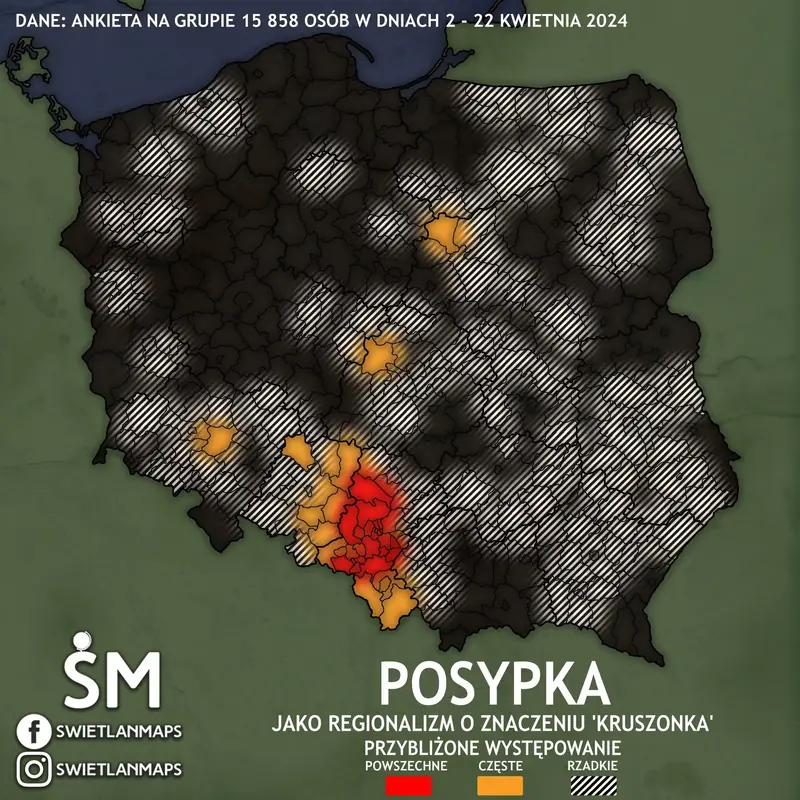 DANE: ANKIETA NA GRUPIE 15 858 OSÓB W DNIACH 2 - 22 KWIETNIA 2024
ŚM
SWIETLANMAPS
SWIETLANMAPS
POSYPKA
JAKO REGIONALIZM O ZNACZENIU 'KRUSZONKA'
PRZYBLIŻONE WYSTĘPOWANIE
POWSZECHNE CZĘSTE RZADKIE